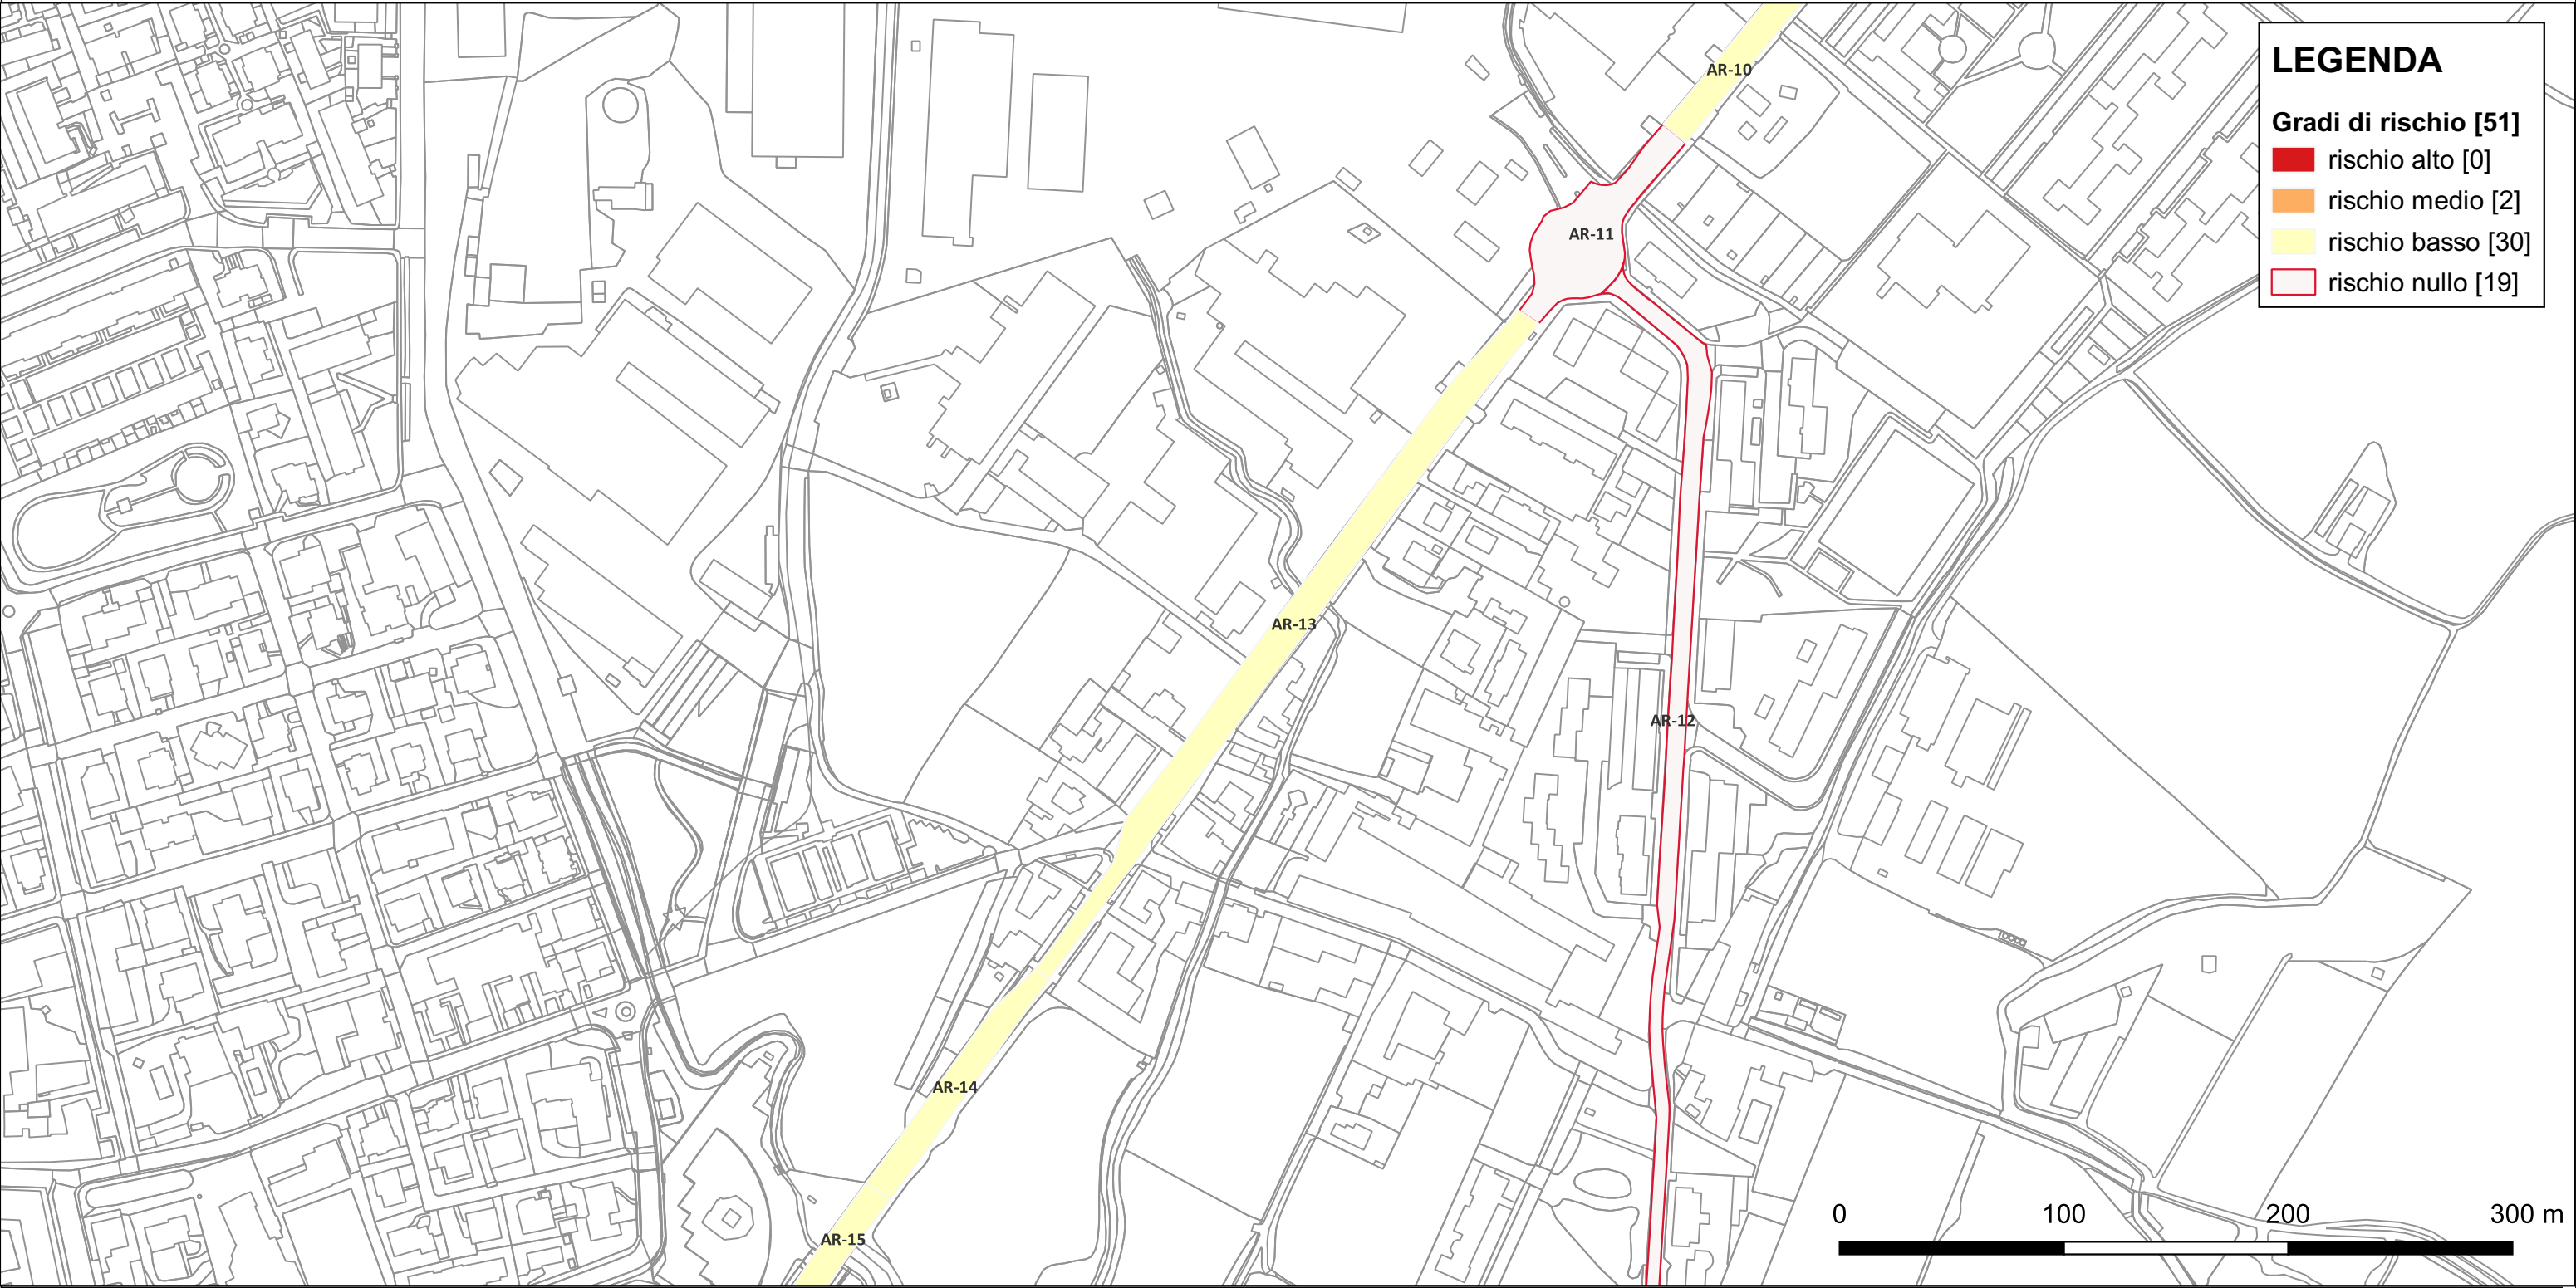 AR-10
LEGENDA
Gradi di rischio [51]
rischio alto [0]
rischio medio [2]
rischio basso [30]
rischio nullo [19]
AR-11
AR-13
AR-12
AR-14
AR-15
0 100 200 300 m